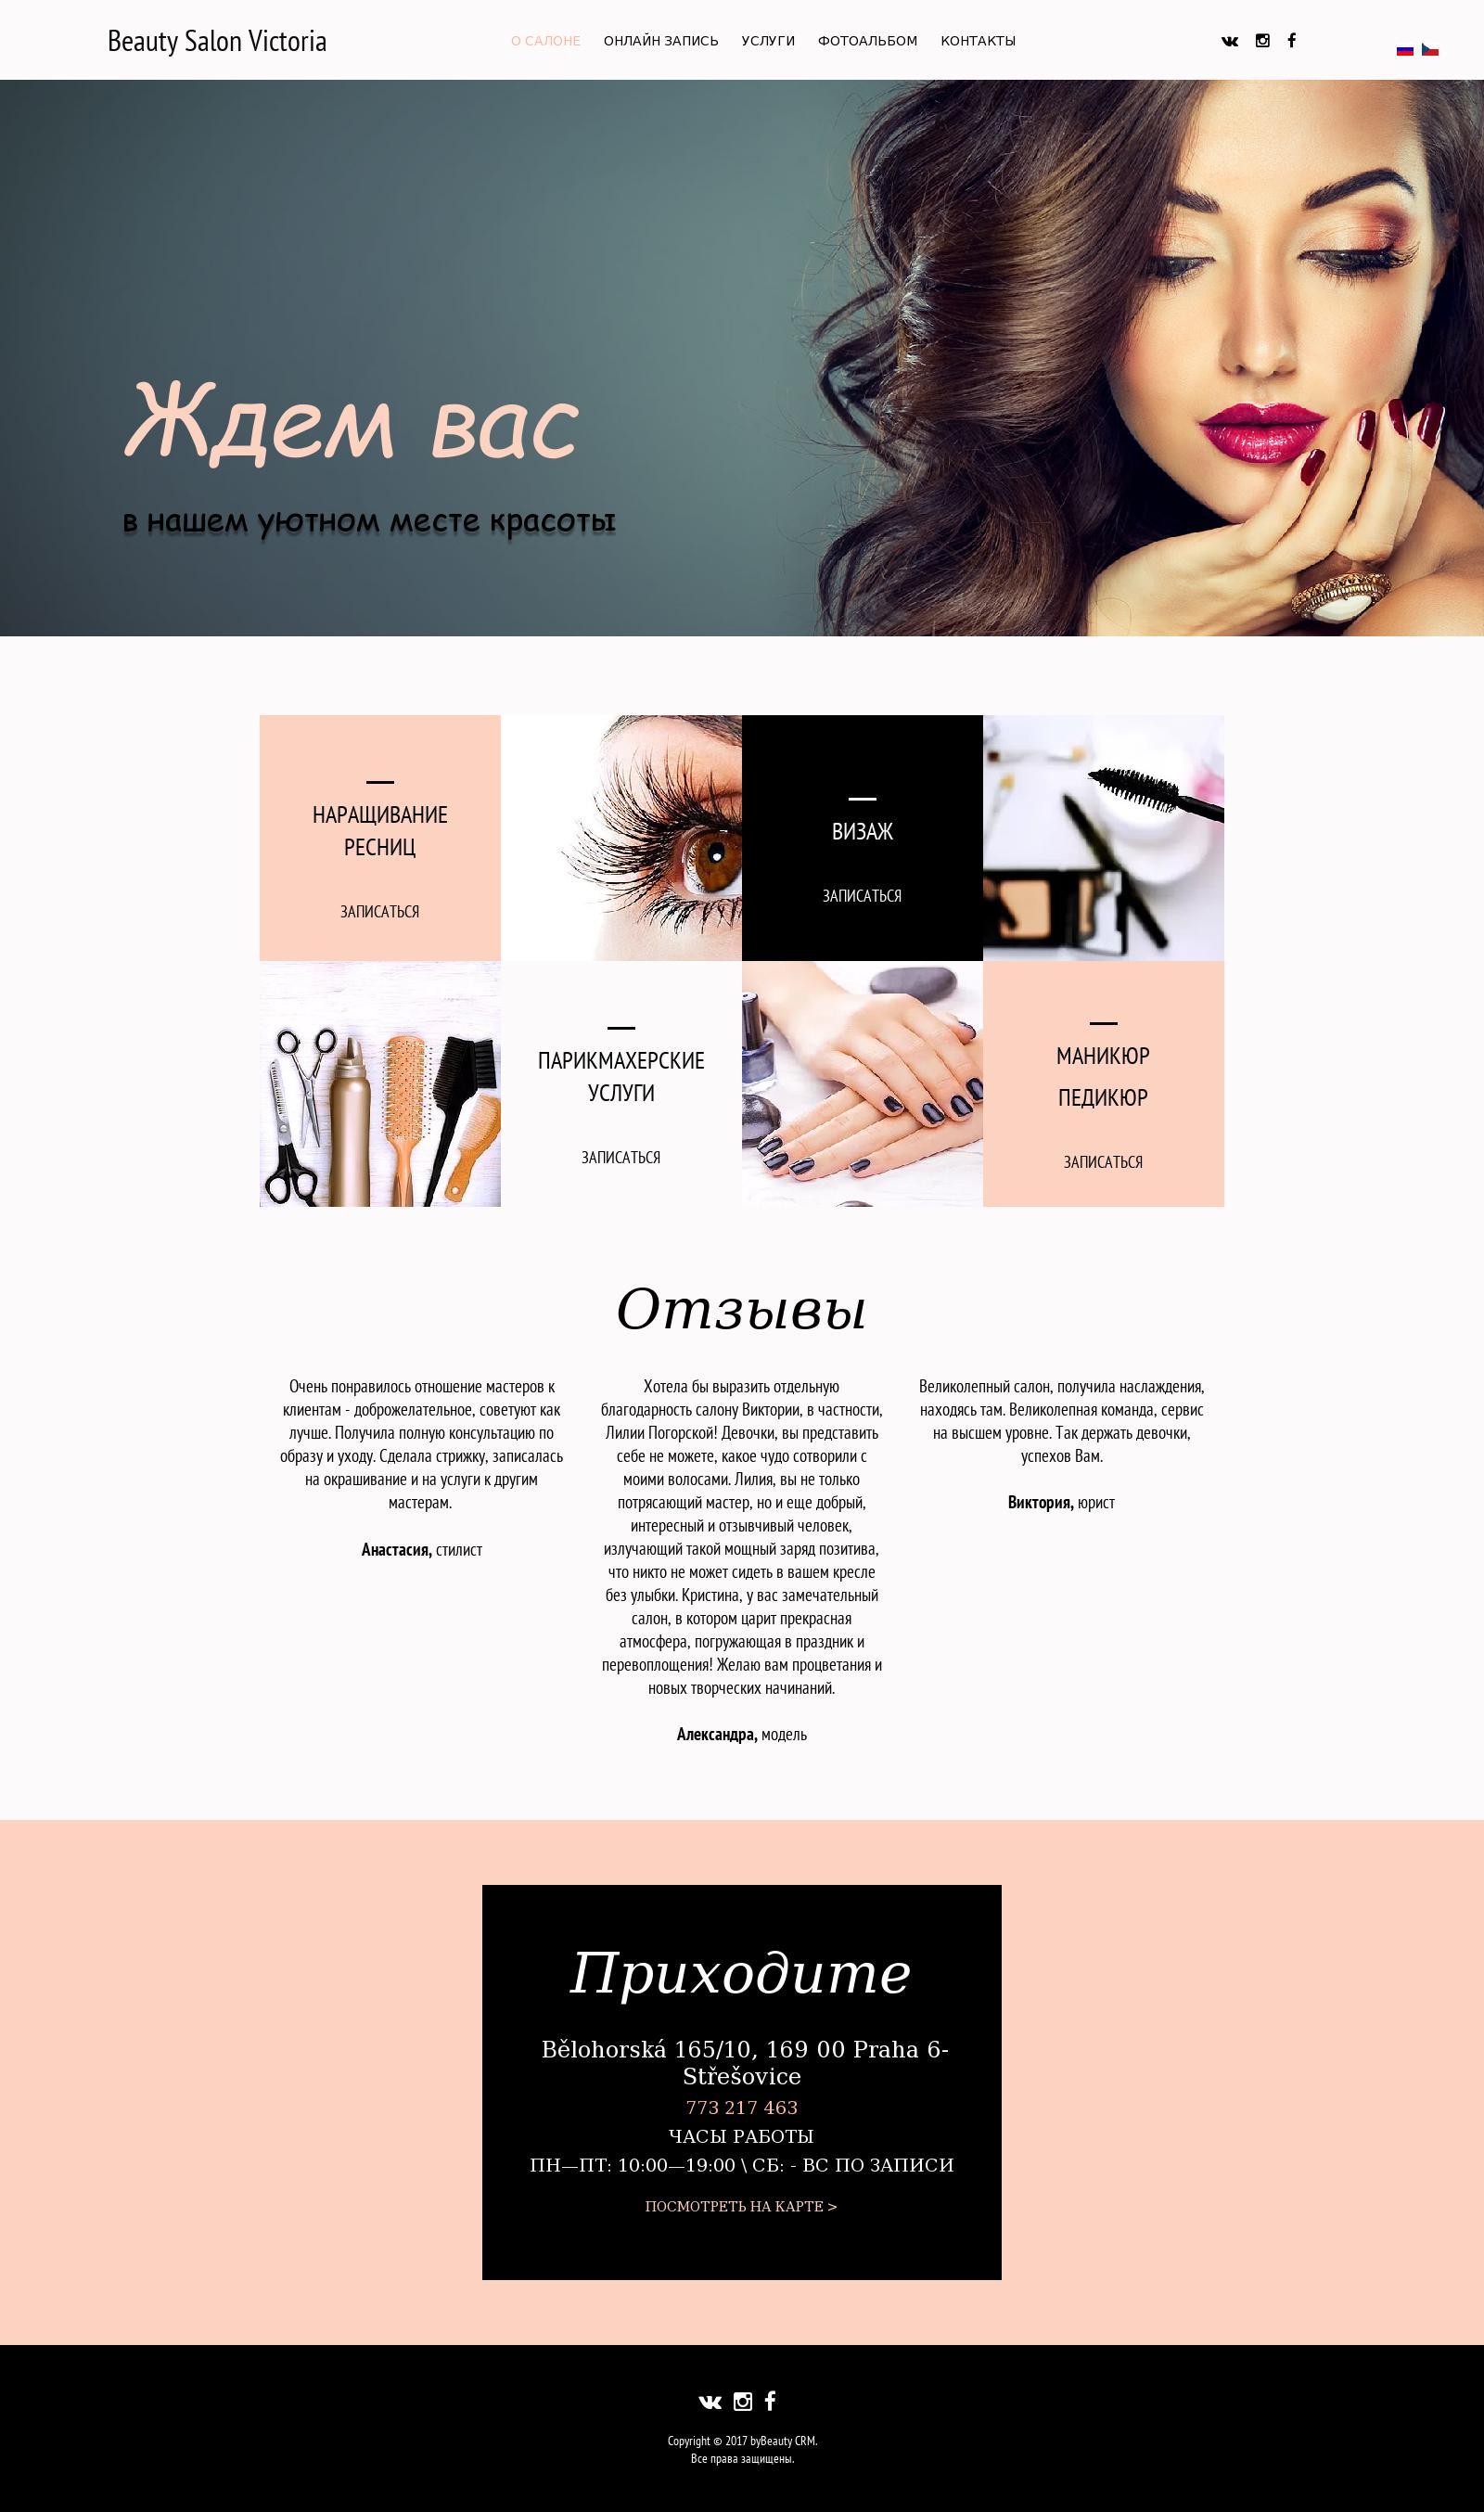 Beauty Salon Victoria
О САЛОНЕ ОНЛАЙН ЗАПИСЬ УСЛУГИ ФОТОАЛЬБОМ КОНТАКТЫ
Ждем вас
в нашем уютном месте красоты
НАРАЩИВАНИЕ
РЕСНИЦ
ЗАПИСАТЬСЯ
ВИЗАЖ
ЗАПИСАТЬСЯ
ПАРИКМАХЕРСКИЕ
УСЛУГИ
ЗАПИСАТЬСЯ
МАНИКЮР
ПЕДИКЮР
ЗАПИСАТЬСЯ
Отзывы
Очень понравилось отношение мастеров к
клиентам - доброжелательное, советуют как
лучше. Получила полную консультацию по
образу и уходу. Сделала стрижку, записалась
на окрашивание и на услуги к другим
мастерам.
Анастасия, стилист
Хотела бы выразить отдельную
благодарность салону Виктории, в частности,
Лилии Погорской! Девочки, вы представить
себе не можете, какое чудо сотворили с
моими волосами. Лилия, вы не только
потрясающий мастер, но и еще добрый,
интересный и отзывчивый человек,
излучающий такой мощный заряд позитива,
что никто не может сидеть в вашем кресле
без улыбки. Кристина, у вас замечательный
салон, в котором царит прекрасная
атмосфера, погружающая в праздник и
перевоплощения! Желаю вам процветания и
новых творческих начинаний.
Александра, модель
Великолепный салон, получила наслаждения,
находясь там. Великолепная команда, сервис
на высшем уровне. Так держать девочки,
успехов Вам.
Виктория, юрист
Приходите
Bělohorská 165/10, 169 00 Praha 6-
Střešovice
773 217 463
ЧАСЫ РАБОТЫ
ПН—ПТ: 10:00—19:00 \ СБ: - ВС ПО ЗАПИСИ
ПОСМОТРЕТЬ НА КАРТЕ >
Copyright © 2017 byBeauty CRM.
Все права защищены.